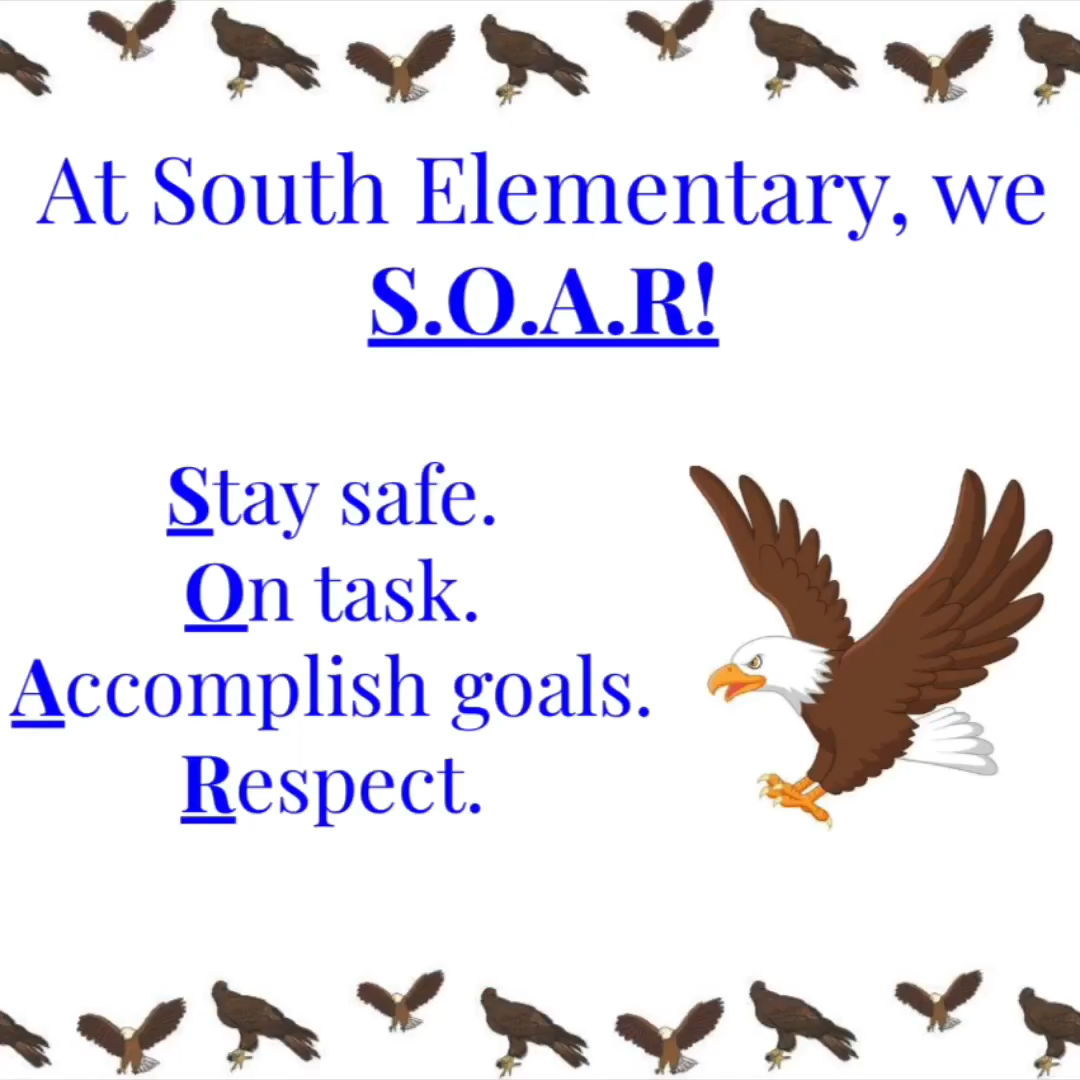 At South Elementary, we
S.O.A.R!
Stay safe.
On task.
Accomplish goals.
Respect.